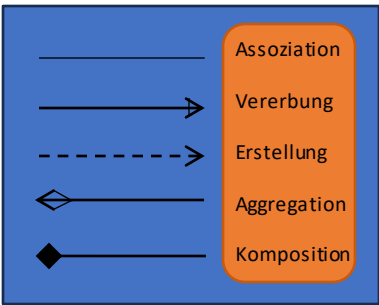 Assoziation
Vererbung
Erstellung
Aggregation
Komposition